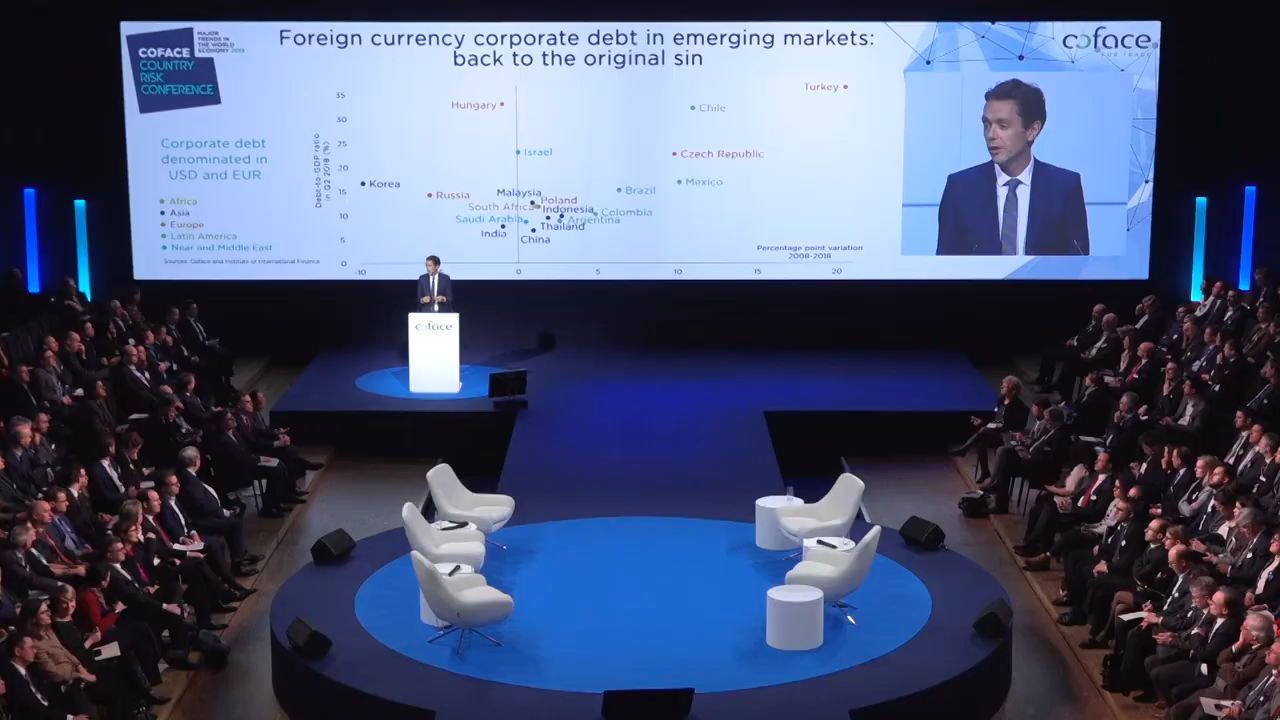 COFACE
COUNTRY
RISK
CONFERENCE
MAJOR
TRENDS IN
THE WORLD
ECONOMY 2019
Foreign currency corporate debt in emerging markets:
back to the original sin
coface
FOR TRADE
Corporate debt
denominated in
USD and EUR
Africa
Asia
Europe
Latin America
Near and Middle East
Sources: Coface and Institute of International Finance
Debt-to-GDP ratio
in Q2 2018 (%)
35
30
25
20
15
10
5
0
-10
0
5
10
15
20
Percentage point variation
2008-2018
Turkey
Hungary
Chile
Israel
Czech Republic
Korea
Mexico
Russia
Malaysia
Brazil
Poland
South Africa
Indonesia
Colombia
Saudi Arabia
Argentina
Thailand
India
China
coface